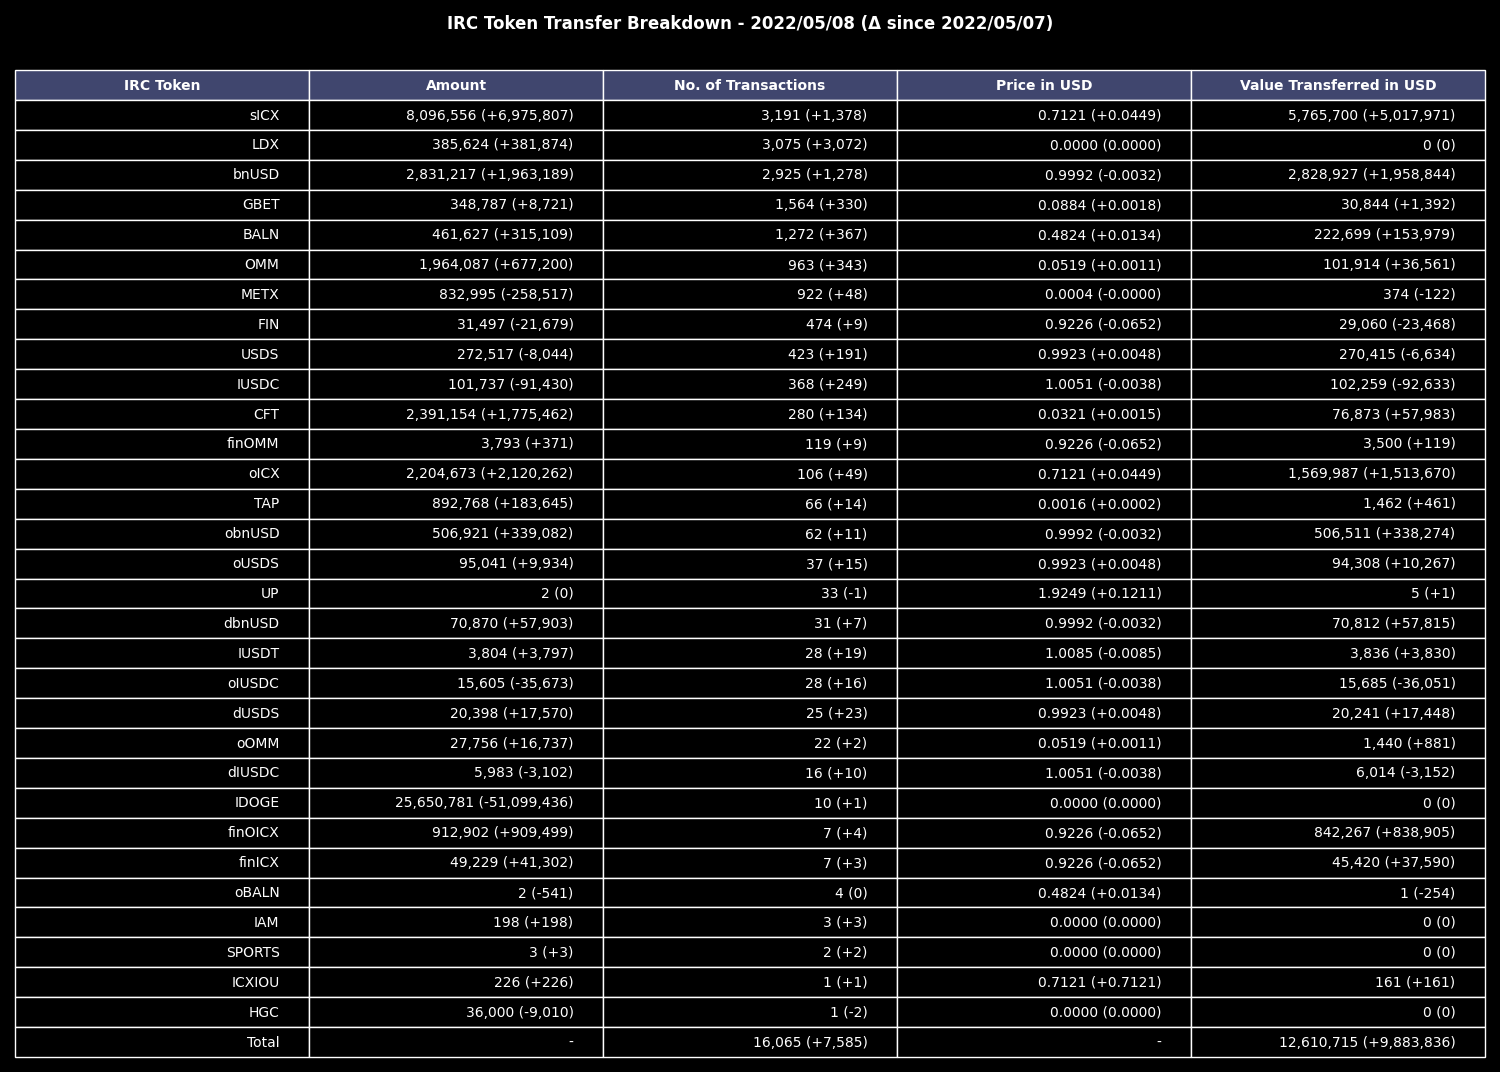 IRC Token Transfer Breakdown - 2022/05/08 (Δ since 2022/05/07)
IRC Token Amount No. of Transactions Price in USD Value Transferred in USD
sICX 8,096,556 (+6,975,807) 3,191 (+1,378) 0.7121 (+0.0449) 5,765,700 (+5,017,971)
LDX 385,624 (+381,874) 3,075 (+3,072) 0.0000 (0.0000) 0 (0)
bnUSD 2,831,217 (+1,963,189) 2,925 (+1,278) 0.9992 (-0.0032) 2,828,927 (+1,958,844)
GBET 348,787 (+8,721) 1,564 (+330) 0.0884 (+0.0018) 30,844 (+1,392)
BALN 461,627 (+315,109) 1,272 (+367) 0.4824 (+0.0134) 222,699 (+153,979)
OMM 1,964,087 (+677,200) 963 (+343) 0.0519 (+0.0011) 101,914 (+36,561)
METX 832,995 (-258,517) 922 (+48) 0.0004 (-0.0000) 374 (-122)
FIN 31,497 (-21,679) 474 (+9) 0.9226 (-0.0652) 29,060 (-23,468)
USDS 272,517 (-8,044) 423 (+191) 0.9923 (+0.0048) 270,415 (-6,634)
IUSDC 101,737 (-91,430) 368 (+249) 1.0051 (-0.0038) 102,259 (-92,633)
CFT 2,391,154 (+1,775,462) 280 (+134) 0.0321 (+0.0015) 76,873 (+57,983)
finOMM 3,793 (+371) 119 (+9) 0.9226 (-0.0652) 3,500 (+119)
oICX 2,204,673 (+2,120,262) 106 (+49) 0.7121 (+0.0449) 1,569,987 (+1,513,670)
TAP 892,768 (+183,645) 66 (+14) 0.0016 (+0.0002) 1,462 (+461)
obnUSD 506,921 (+339,082) 62 (+11) 0.9992 (-0.0032) 506,511 (+338,274)
oUSDS 95,041 (+9,934) 37 (+15) 0.9923 (+0.0048) 94,308 (+10,267)
UP 2 (0) 33 (-1) 1.9249 (+0.1211) 5 (+1)
dbnUSD 70,870 (+57,903) 31 (+7) 0.9992 (-0.0032) 70,812 (+57,815)
IUSDT 3,804 (+3,797) 28 (+19) 1.0085 (-0.0085) 3,836 (+3,830)
oIUSDC 15,605 (-35,673) 28 (+16) 1.0051 (-0.0038) 15,685 (-36,051)
dUSDS 20,398 (+17,570) 25 (+23) 0.9923 (+0.0048) 20,241 (+17,448)
oOMM 27,756 (+16,737) 22 (+2) 0.0519 (+0.0011) 1,440 (+881)
dIUSDC 5,983 (-3,102) 16 (+10) 1.0051 (-0.0038) 6,014 (-3,152)
IDOGE 25,650,781 (-51,099,436) 10 (+1) 0.0000 (0.0000) 0 (0)
finOICX 912,902 (+909,499) 7 (+4) 0.9226 (-0.0652) 842,267 (+838,905)
finICX 49,229 (+41,302) 7 (+3) 0.9226 (-0.0652) 45,420 (+37,590)
oBALN 2 (-541) 4 (0) 0.4824 (+0.0134) 1 (-254)
IAM 198 (+198) 3 (+3) 0.0000 (0.0000) 0 (0)
SPORTS 3 (+3) 2 (+2) 0.0000 (0.0000) 0 (0)
ICXIOU 226 (+226) 1 (+1) 0.7121 (+0.7121) 161 (+161)
HGC 36,000 (-9,010) 1 (-2) 0.0000 (0.0000) 0 (0)
Total - 16,065 (+7,585) - 12,610,715 (+9,883,836)